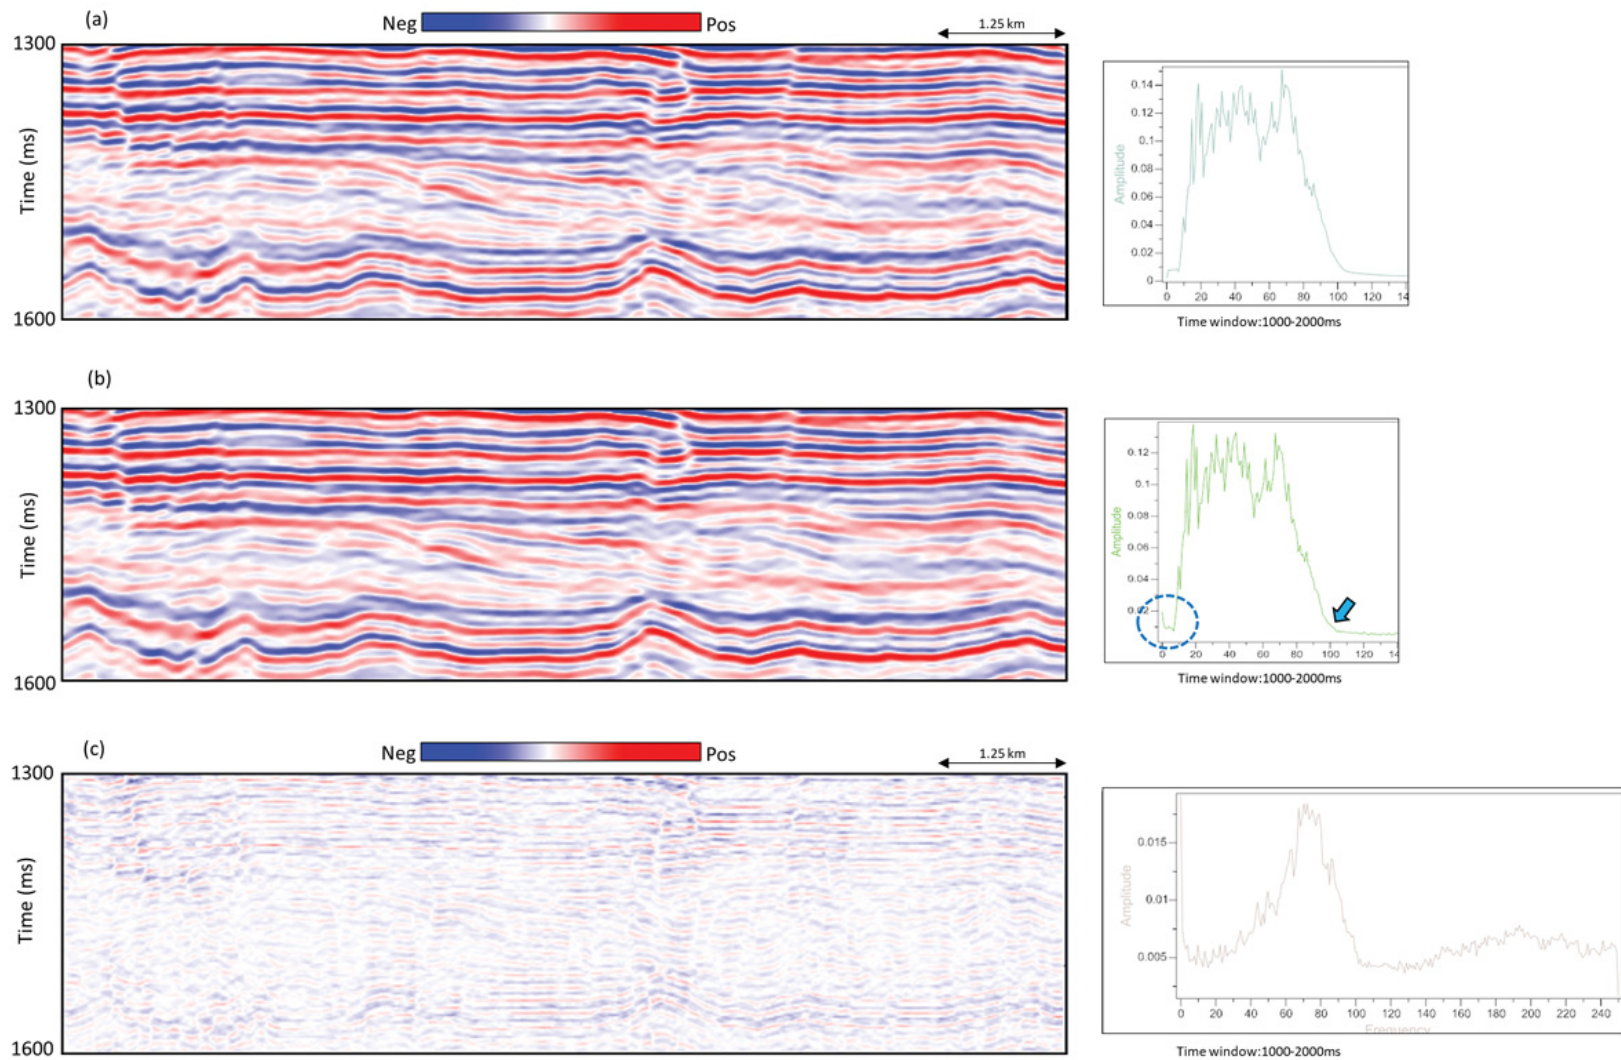 (a)
Neg Pos
1.25 km
1300
Time (ms)
1600
Amplitude
0.14
0.12
0.1
0.08
0.06
0.04
0.02
0
0 20 40 60 80 100 120 14
Time window:1000-2000ms
(b)
1300
Time (ms)
1600
Amplitude
0.12
0.1
0.08
0.06
0.04
0.02
0 20 40 60 80 100 120 14
Time window:1000-2000ms
(c)
Neg Pos
1.25 km
1300
Time (ms)
1600
Amplitude
0.015
0.01
0.005
0 20 40 60 80 100 120 140 160 180 200 220 240
Frequency
Time window:1000-2000ms